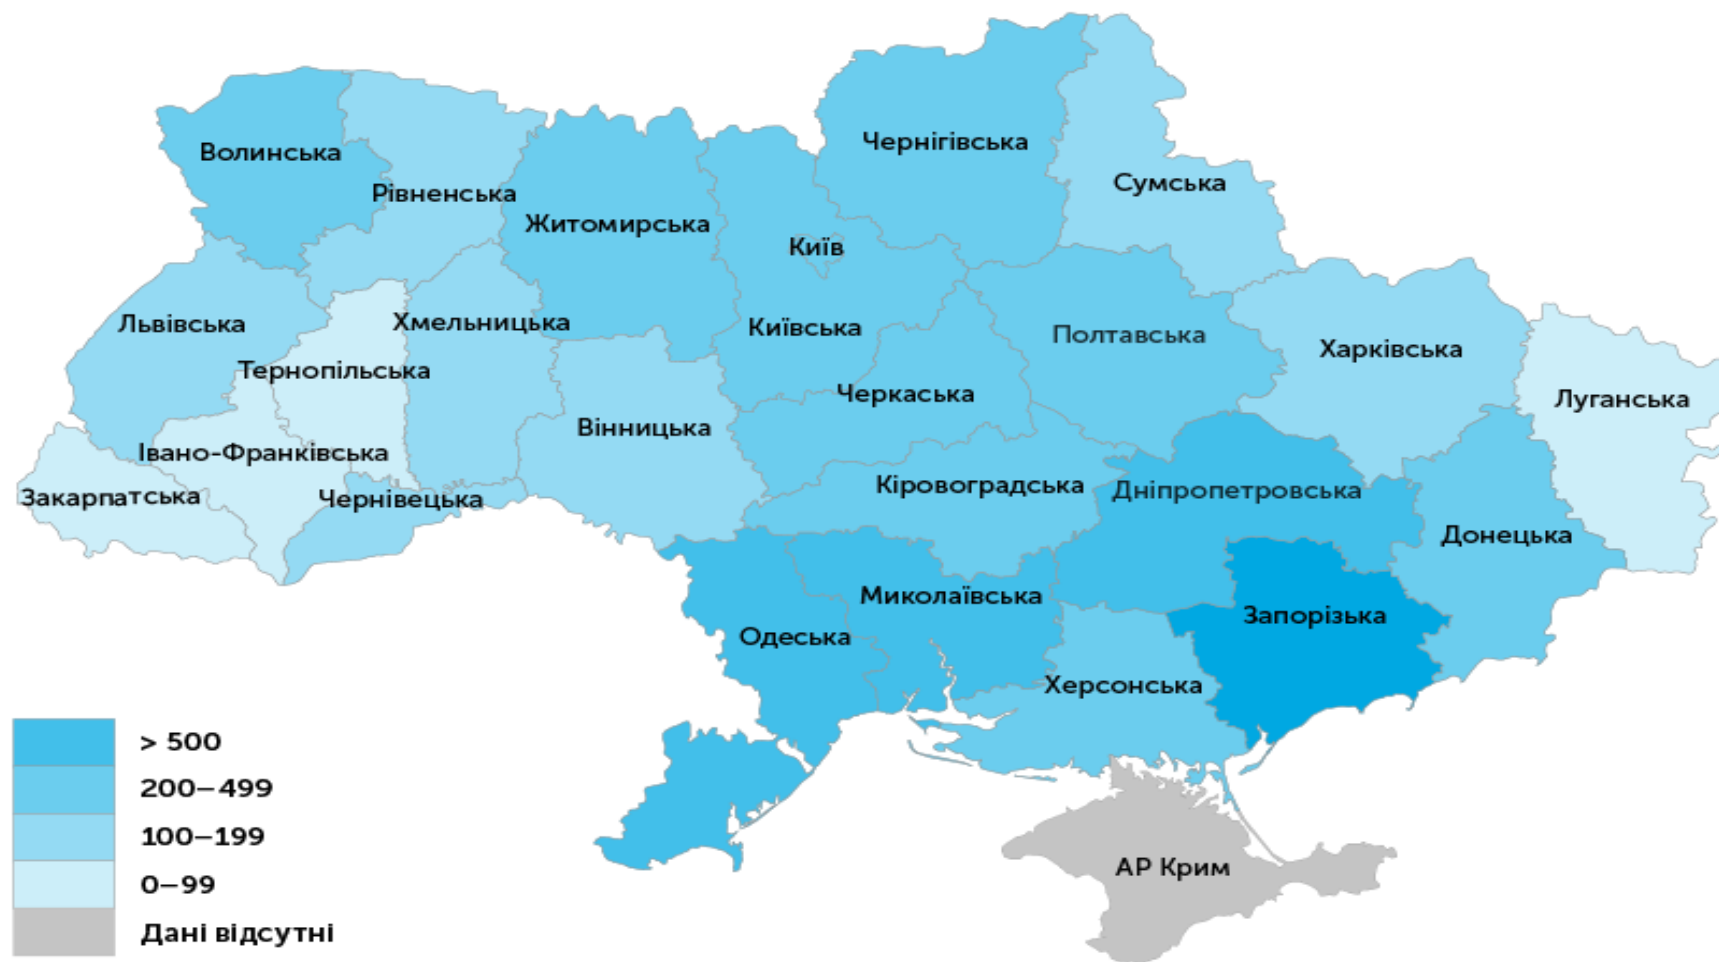 Чернігівська
Волинська
Рівненська
Сумська
Житомирська
Київ
Львівська
Хмельницька
Київська
Полтавська
Харківська
Тернопільська
Черкаська
Луганська
Вінницька
Івано-Франківська
Закарпатська
Чернівецька
Кіровоградська
Дніпропетровська
Донецька
Миколаївська
Запорізька
Одеська
Херсонська
АР Крим
> 500
200–499
100–199
0–99
Дані відсутні